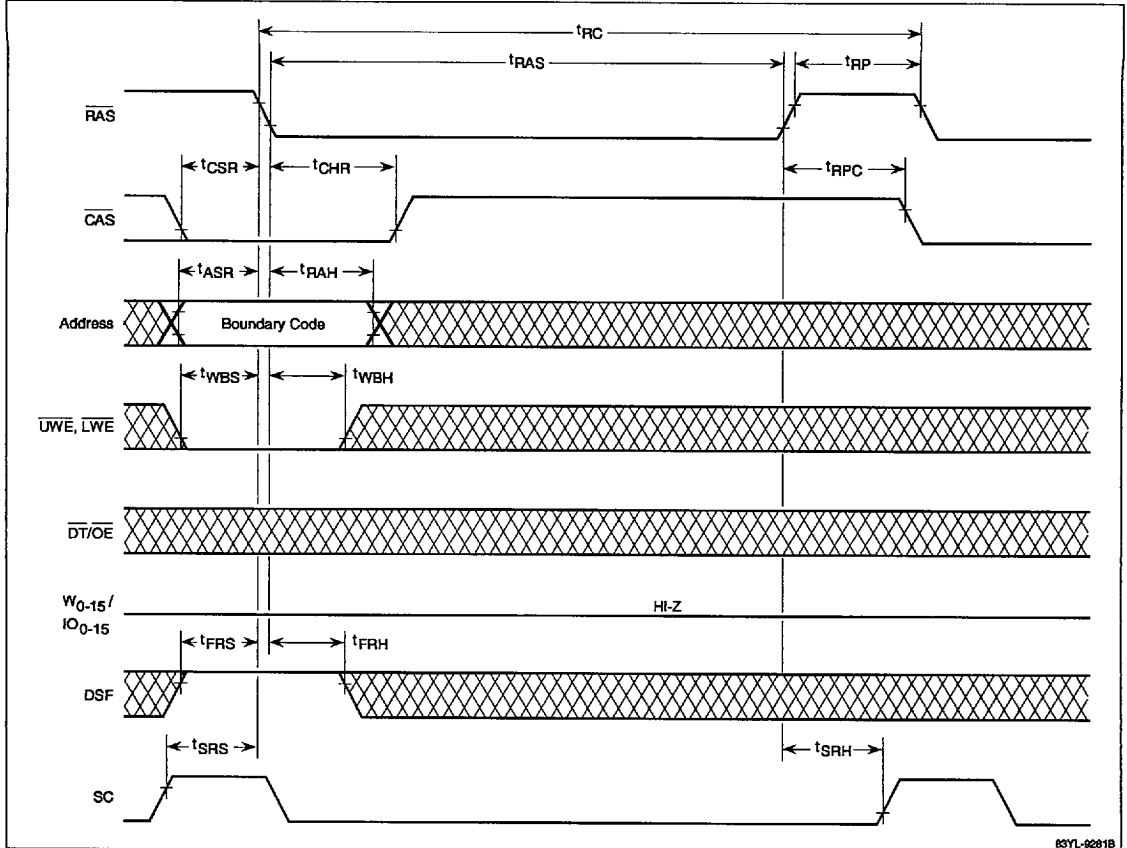 tRC
tRAS
tRP
RAS
tCSR
tCHR
tRPC
CAS
tASR
tRAH
Address
Boundary Code
tWBS
tWBH
UWE, LWE
DT/OE
W0-15 /
IO0-15
HI-Z
tFRS
tFRH
DSF
tSRS
tSRH
SC
83YL-9281B